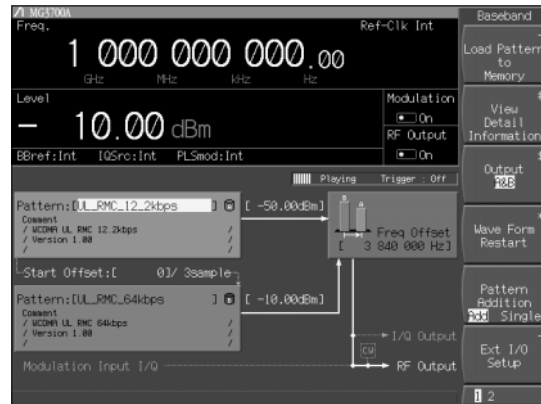 MG3700A
Freq.
Ref-Clk Int
1 000 000 000.00
GHz MHz kHz Hz
Level
- 10.00 dBm
Modulation
On
RF Output
On
BBref:Int IQSrc:Int PLSmod:Int
Playing Trigger : Off
Pattern:[UL_RMC_12_2kbps ] [ -50.00dBm]
Comment
/ WCDMA UL RMC 12.2kbps /
/ Version 1.00 /
/ /
B A
Freq Offset
[ 3 840 000 Hz]
Start Offset:[ 0]/ 3sample
Pattern:[UL_RMC_64kbps ] [ -10.00dBm]
Comment
/ WCDMA UL RMC 64kbps /
/ Version 1.00 /
/ /
I/Q Output
CW
Modulation Input I/Q
RF Output
Baseband
Load Pattern
to
Memory
View
Detail
Information
Output
A&B
Wave Form
Restart
Pattern
Addition
Add Single
Ext I/O
Setup
1 2